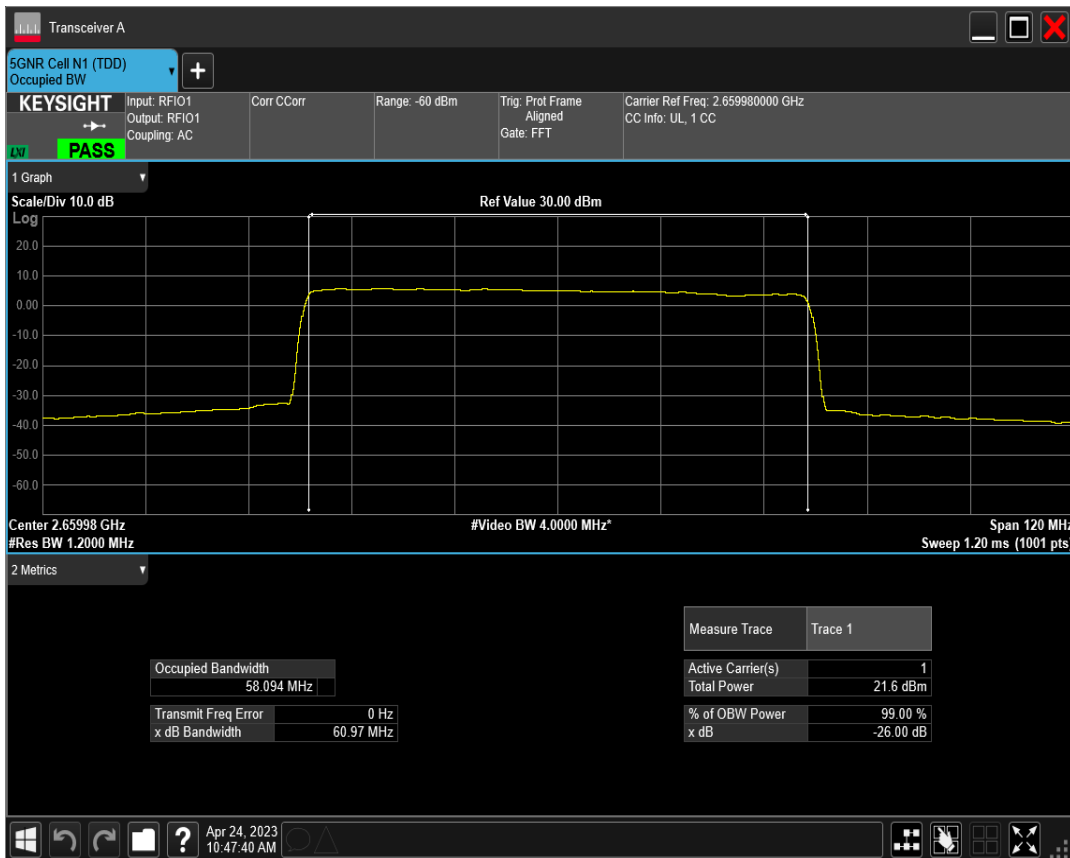 Transceiver A
5GNR Cell N1 (TDD)
Occupied BW
+
KEYSIGHT
LXI
PASS
Input: RFIO1
Output: RFIO1
Coupling: AC
Corr CCorr
Range: -60 dBm
Trig: Prot Frame
Aligned
Gate: FFT
Carrier Ref Freq: 2.659980000 GHz
CC Info: UL, 1 CC
1 Graph
Scale/Div 10.0 dB
Ref Value 30.00 dBm
Log
20.0
10.0
0.00
-10.0
-20.0
-30.0
-40.0
-50.0
-60.0
Center 2.65998 GHz
#Video BW 4.0000 MHz*
Span 120 MHz
#Res BW 1.2000 MHz
Sweep 1.20 ms (1001 pts)
2 Metrics
Measure Trace Trace 1
Occupied Bandwidth
58.094 MHz
Active Carrier(s) 1
Total Power 21.6 dBm
Transmit Freq Error 0 Hz
x dB Bandwidth 60.97 MHz
% of OBW Power 99.00 %
x dB -26.00 dB
?
Apr 24, 2023
10:47:40 AM